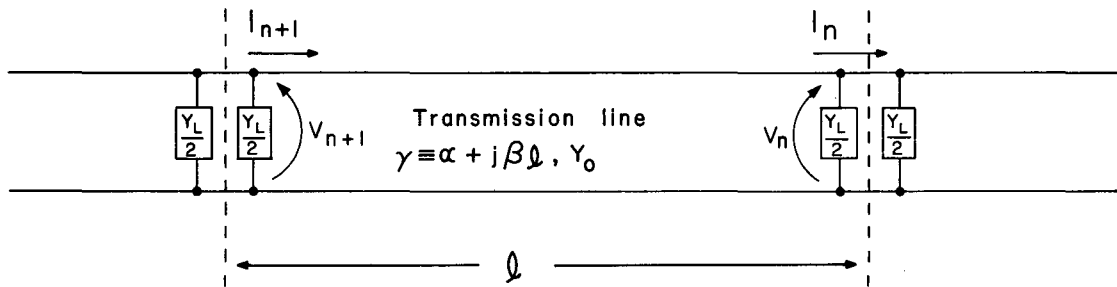 I_{n+1}
I_n
Y_L/2
Y_L/2
V_{n+1}
Transmission line
γ ≡ α + jβℓ, Y_0
V_n
Y_L/2
Y_L/2
ℓ